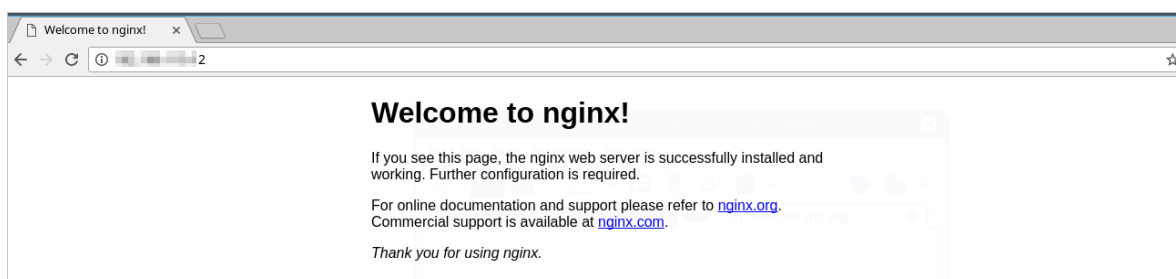 Welcome to nginx!
2
Welcome to nginx!
If you see this page, the nginx web server is successfully installed and
working. Further configuration is required.
For online documentation and support please refer to nginx.org.
Commercial support is available at nginx.com.
Thank you for using nginx.